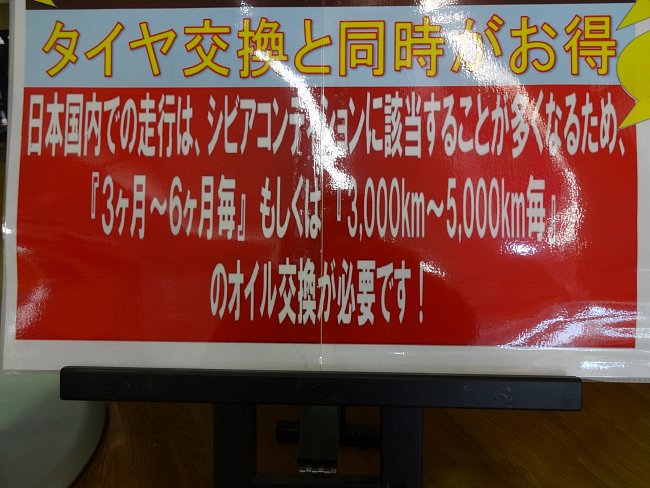 タイヤ交換と同時がお得
日本国内での走行は、シビアコンディションに該当することが多くなるため、
『3ヶ月～6ヶ月毎』もしくは『3,000km～5,000km毎』
のオイル交換が必要です！